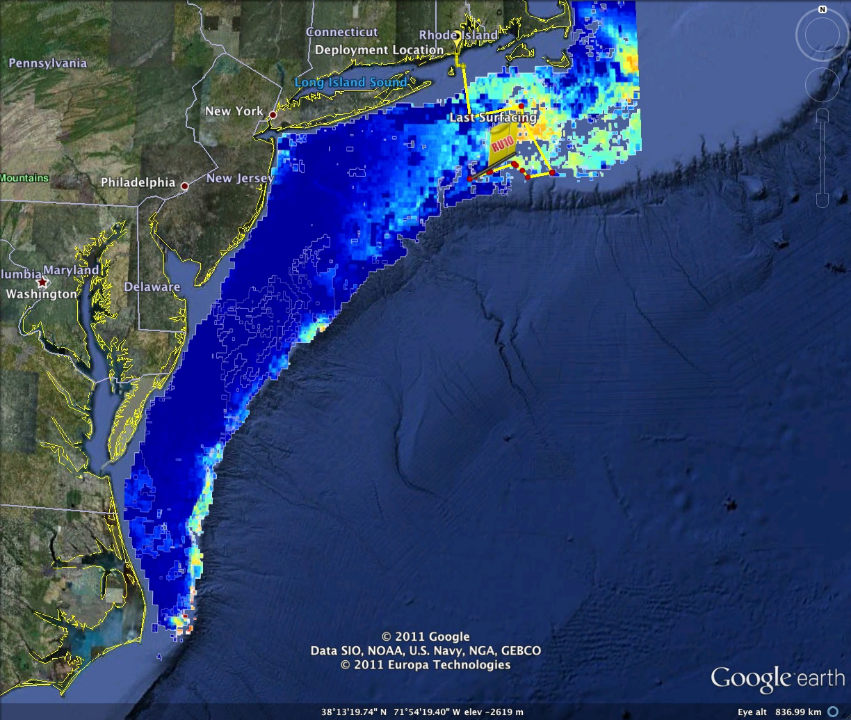 Connecticut
Rhode Island
Deployment Location
Pennsylvania
Long Island Sound
New York
Last Surfacing
RU10
Mountains
Philadelphia
New Jersey
lumbia
Maryland
Washington
Delaware
N
© 2011 Google
Data SIO, NOAA, U.S. Navy, NGA, GEBCO
© 2011 Europa Technologies
Google earth
38°13'19.74" N 71°54'19.40" W elev -2619 m
Eye alt 836.99 km